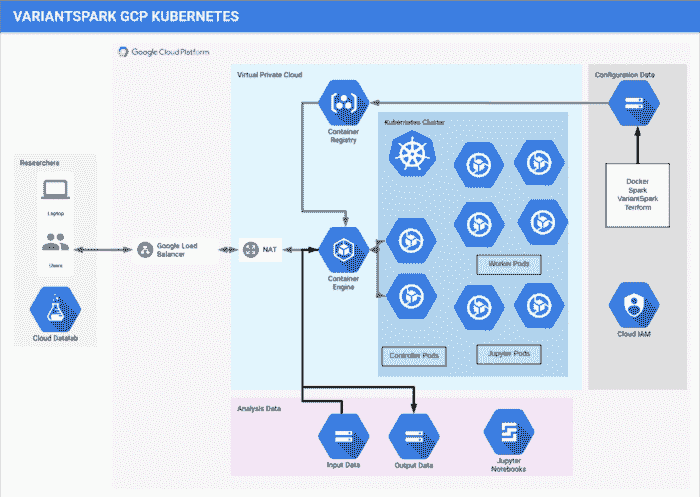 VARIANTSPARK GCP KUBERNETES
Google Cloud Platform
Virtual Private Cloud
Configuration Data
Container
Registry
Kubernetes Cluster
Researchers
Laptop
Users
Cloud Datalab
Google Load
Balancer
NAT
Container
Engine
Docker
Spark
VariantSpark
Terrform
Worker Pods
Controller Pods
Jupyter Pods
Cloud IAM
Analysis Data
Input Data
Output Data
Jupyter
Notebooks